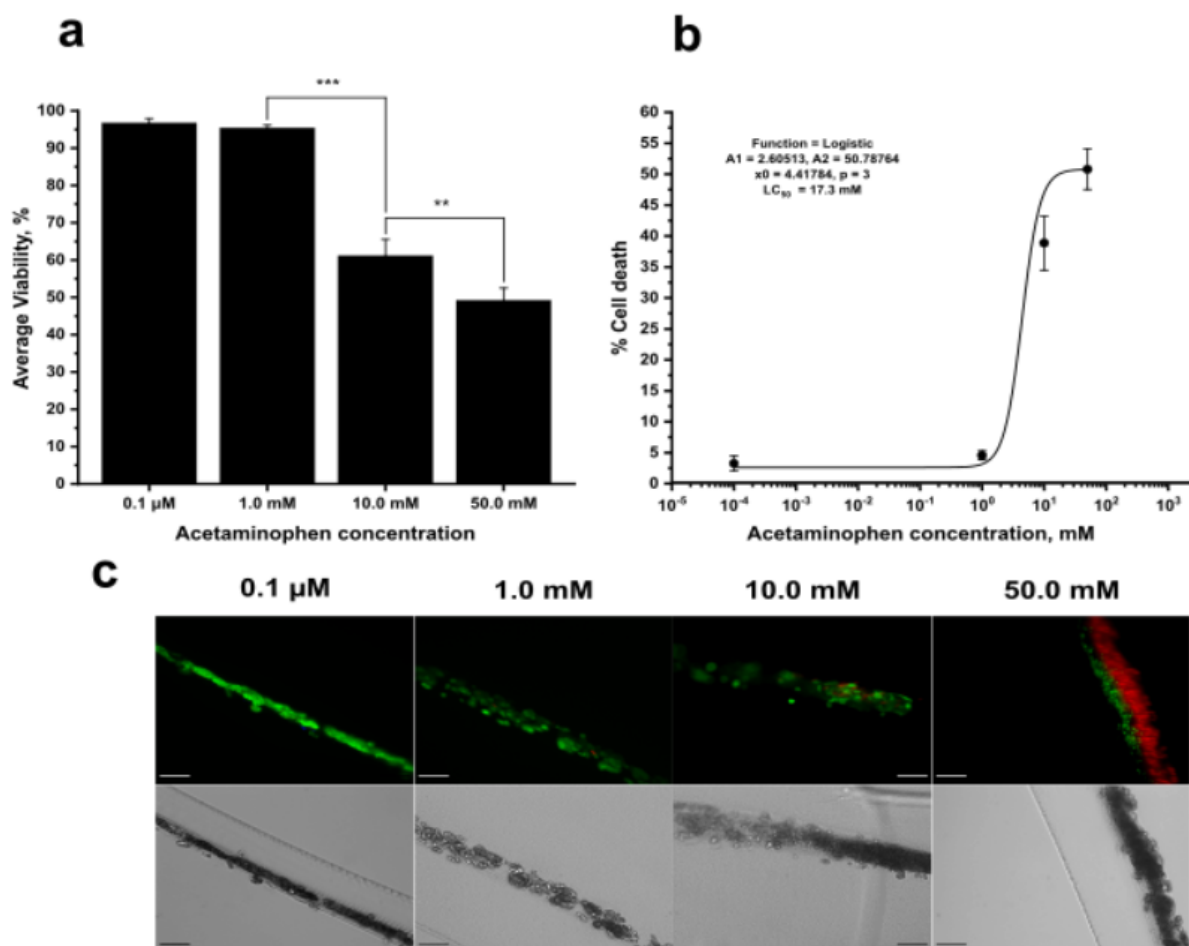 a
***
**
100
90
80
70
60
50
40
30
20
10
0
Average Viability, %
0.1 µM 1.0 mM 10.0 mM 50.0 mM
Acetaminophen concentration
b
60
55
50
45
40
35
30
25
20
15
10
5
0
% Cell death
Function = Logistic
A1 = 2.60513, A2 = 50.78764
x0 = 4.41784, p = 3
LC₅₀ = 17.3 mM
10⁻⁵ 10⁻⁴ 10⁻³ 10⁻² 10⁻¹ 10⁰ 10¹ 10² 10³
Acetaminophen concentration, mM
c
0.1 µM 1.0 mM 10.0 mM 50.0 mM